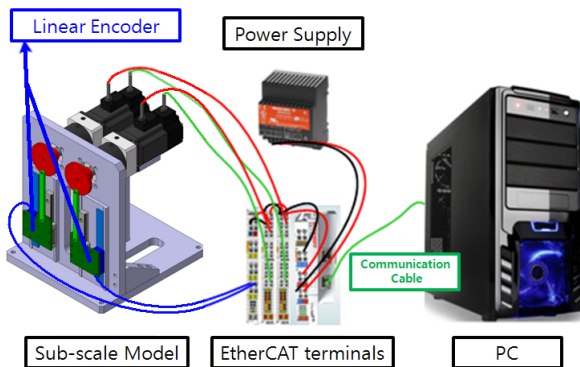 Linear Encoder
Power Supply
Communication
Cable
Sub-scale Model
EtherCAT terminals
PC